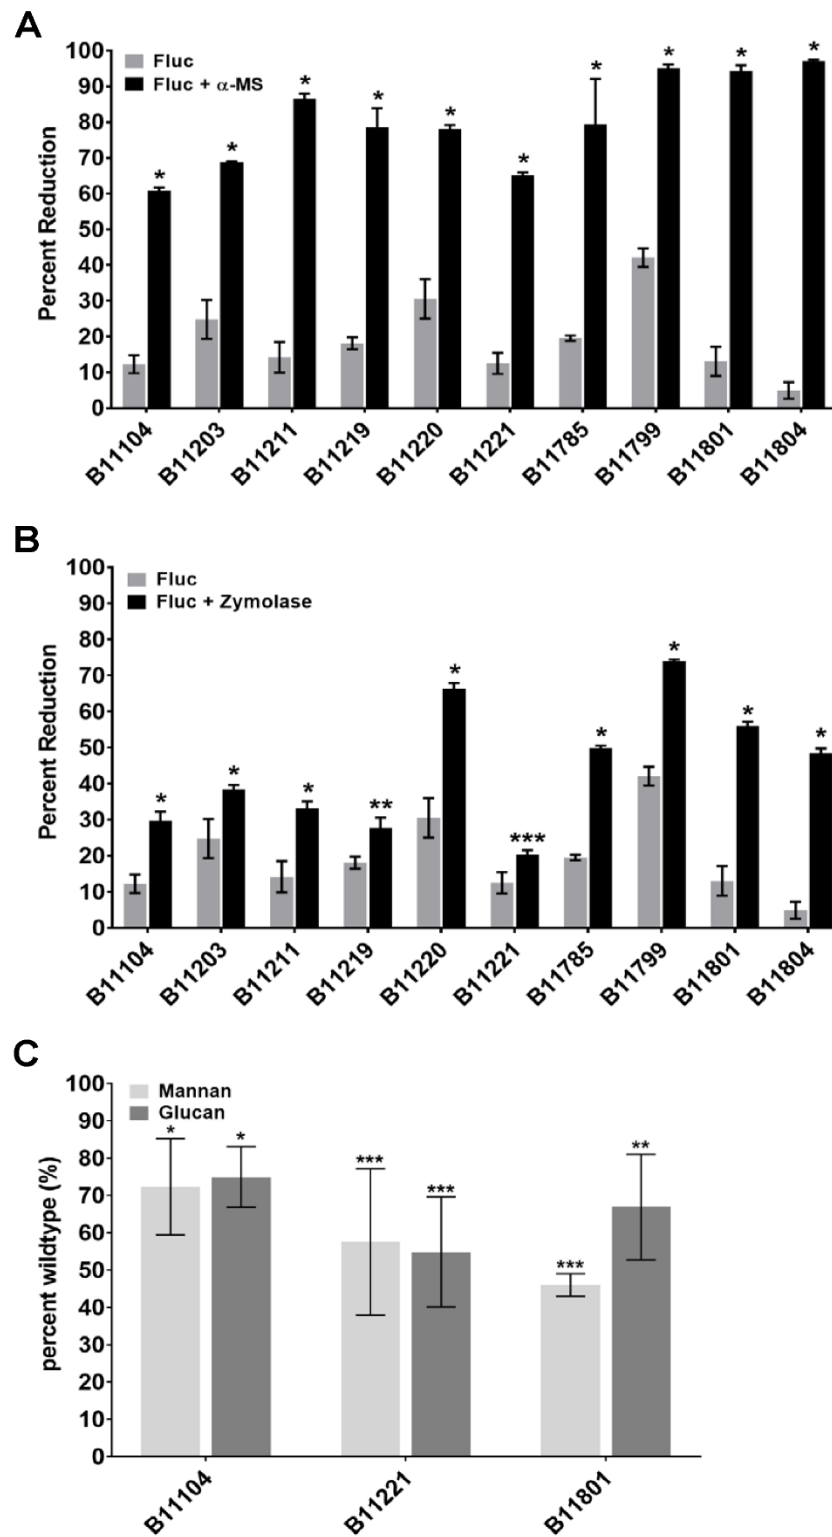 A
Fluc
Fluc + α-MS
Percent Reduction
100
90
80
70
60
50
40
30
20
10
0
* * * * * * * * * *
B11104 B11203 B11211 B11219 B11220 B11221 B11785 B11799 B11801 B11804
B
Fluc
Fluc + Zymolase
Percent Reduction
100
90
80
70
60
50
40
30
20
10
0
* * * ** * *** * * * *
B11104 B11203 B11211 B11219 B11220 B11221 B11785 B11799 B11801 B11804
C
Mannan
Glucan
percent wildtype (%)
100
90
80
70
60
50
40
30
20
10
0
* * *** *** *** **
B11104 B11221 B11801